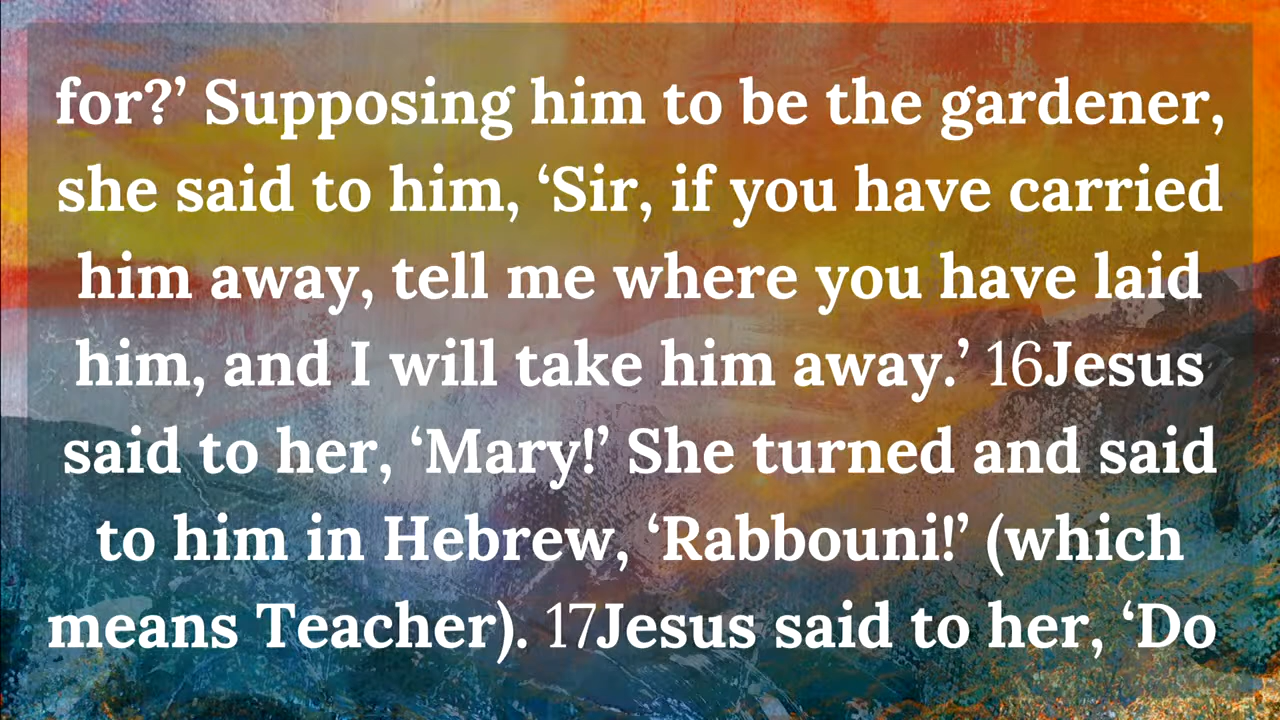 for?’ Supposing him to be the gardener,
she said to him, ‘Sir, if you have carried
him away, tell me where you have laid
him, and I will take him away.’ 16Jesus
said to her, ‘Mary!’ She turned and said
to him in Hebrew, ‘Rabbouni!’ (which
means Teacher). 17Jesus said to her, ‘Do